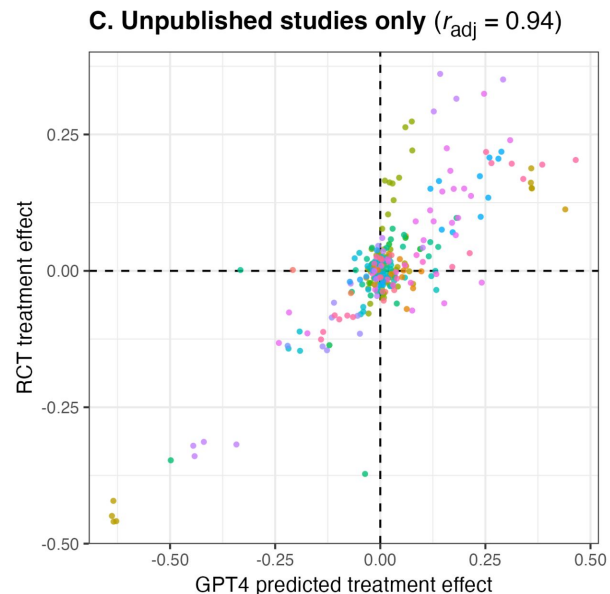 C. Unpublished studies only (r_adj = 0.94)
RCT treatment effect
0.25
0.00
-0.25
-0.50
-0.50 -0.25 0.00 0.25 0.50
GPT4 predicted treatment effect